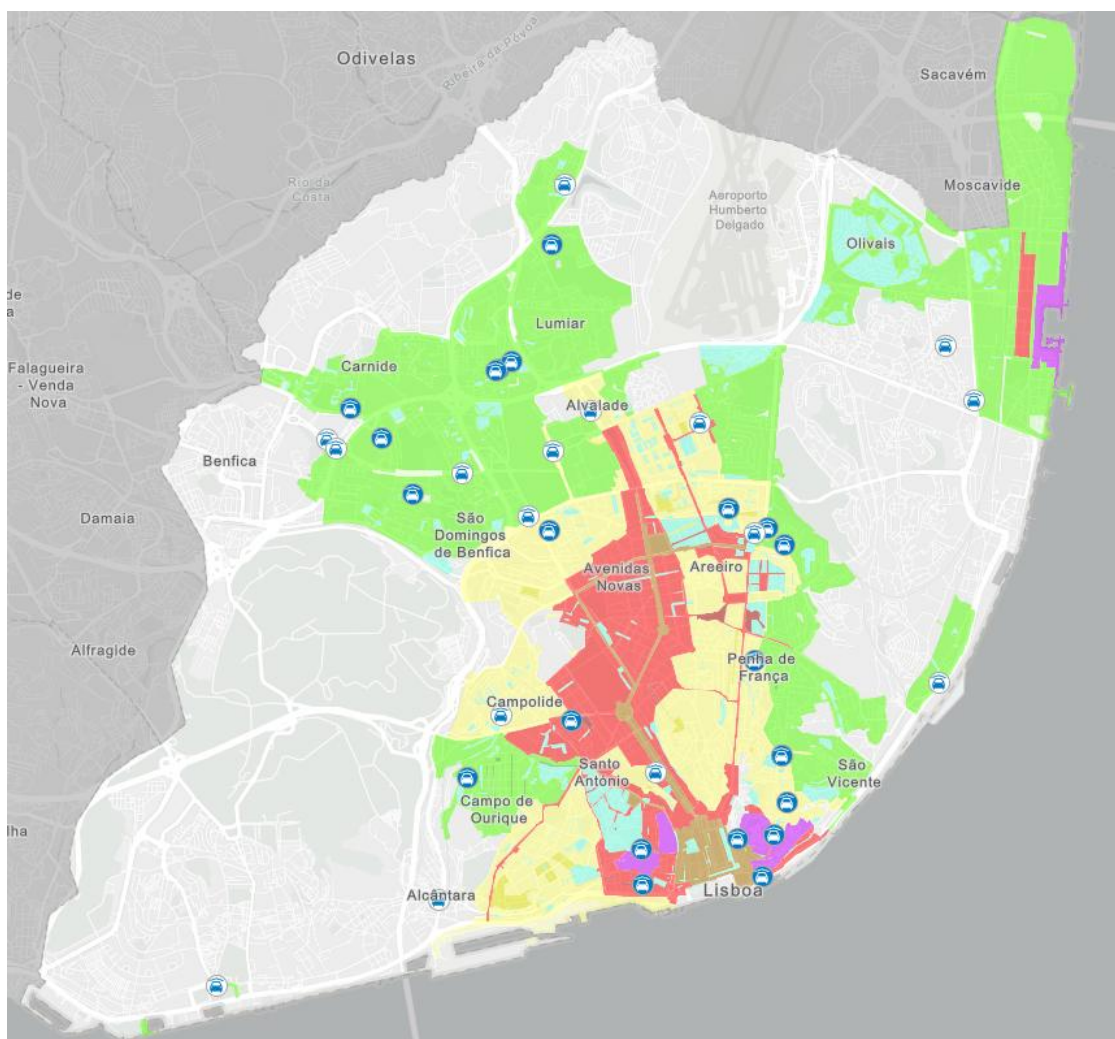 Odivelas
Ribeira da Póvoa
Sacavém
Rio da
Costa
Moscavide
Aeroporto
Humberto
Delgado
Olivais
de
a
Lumiar
Carnide
Falagueira
- Venda
Nova
Alvalade
Benfica
Damaia
São
Domingos
de Benfica
Avenidas
Novas
Areeiro
Alfragide
Penha de
França
Campolide
Santo
António
São
Vicente
Campo de
Ourique
lha
Alcântara
Lisboa